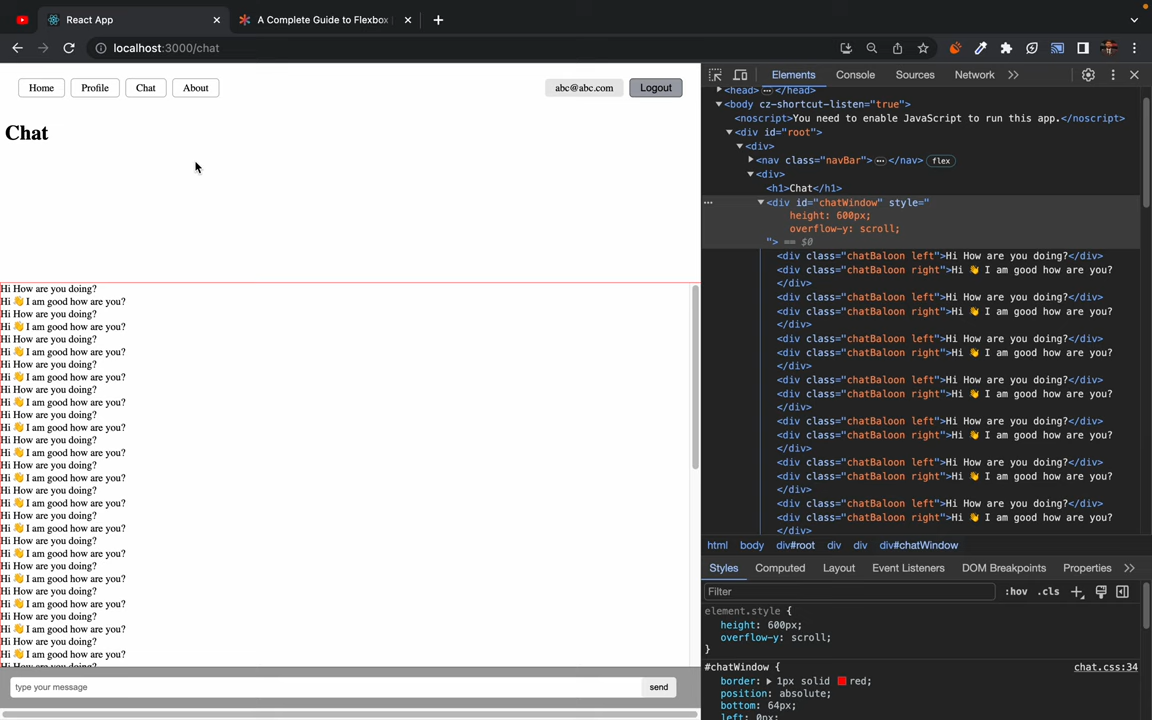 React App
A Complete Guide to Flexbox
localhost:3000/chat
Home
Profile
Chat
About
abc@abc.com
Logout
Chat
Hi How are you doing?
Hi 👋 I am good how are you?
Hi How are you doing?
Hi 👋 I am good how are you?
Hi How are you doing?
Hi 👋 I am good how are you?
Hi How are you doing?
Hi 👋 I am good how are you?
Hi How are you doing?
Hi 👋 I am good how are you?
Hi How are you doing?
Hi 👋 I am good how are you?
Hi How are you doing?
Hi 👋 I am good how are you?
Hi How are you doing?
Hi 👋 I am good how are you?
Hi How are you doing?
Hi 👋 I am good how are you?
Hi How are you doing?
Hi 👋 I am good how are you?
Hi How are you doing?
Hi 👋 I am good how are you?
Hi How are you doing?
Hi 👋 I am good how are you?
Hi How are you doing?
Hi 👋 I am good how are you?
Hi How are you doing?
Hi 👋 I am good how are you?
Hi How are you doing?
Hi 👋 I am good how are you?
Hi How are you doing?
type your message
send
Elements
Console
Sources
Network
<head> … </head>
<body cz-shortcut-listen="true">
<noscript>You need to enable JavaScript to run this app.</noscript>
<div id="root">
<div>
<nav class="navBar"> … </nav> flex
<div>
<h1>Chat</h1>
… <div id="chatWindow" style="
height: 600px;
overflow-y: scroll;
"> == $0
<div class="chatBaloon left">Hi How are you doing?</div>
<div class="chatBaloon right">Hi 👋 I am good how are you?
</div>
<div class="chatBaloon left">Hi How are you doing?</div>
<div class="chatBaloon right">Hi 👋 I am good how are you?
</div>
<div class="chatBaloon left">Hi How are you doing?</div>
<div class="chatBaloon right">Hi 👋 I am good how are you?
</div>
<div class="chatBaloon left">Hi How are you doing?</div>
<div class="chatBaloon right">Hi 👋 I am good how are you?
</div>
<div class="chatBaloon left">Hi How are you doing?</div>
<div class="chatBaloon right">Hi 👋 I am good how are you?
</div>
<div class="chatBaloon left">Hi How are you doing?</div>
<div class="chatBaloon right">Hi 👋 I am good how are you?
</div>
<div class="chatBaloon left">Hi How are you doing?</div>
<div class="chatBaloon right">Hi 👋 I am good how are you?
</div>
html body div#root div div div#chatWindow
Styles Computed Layout Event Listeners DOM Breakpoints Properties
Filter
:hov .cls
element.style {
height: 600px;
overflow-y: scroll;
}
#chatWindow {
chat.css:34
border: 1px solid red;
position: absolute;
bottom: 64px;
left: 0px;